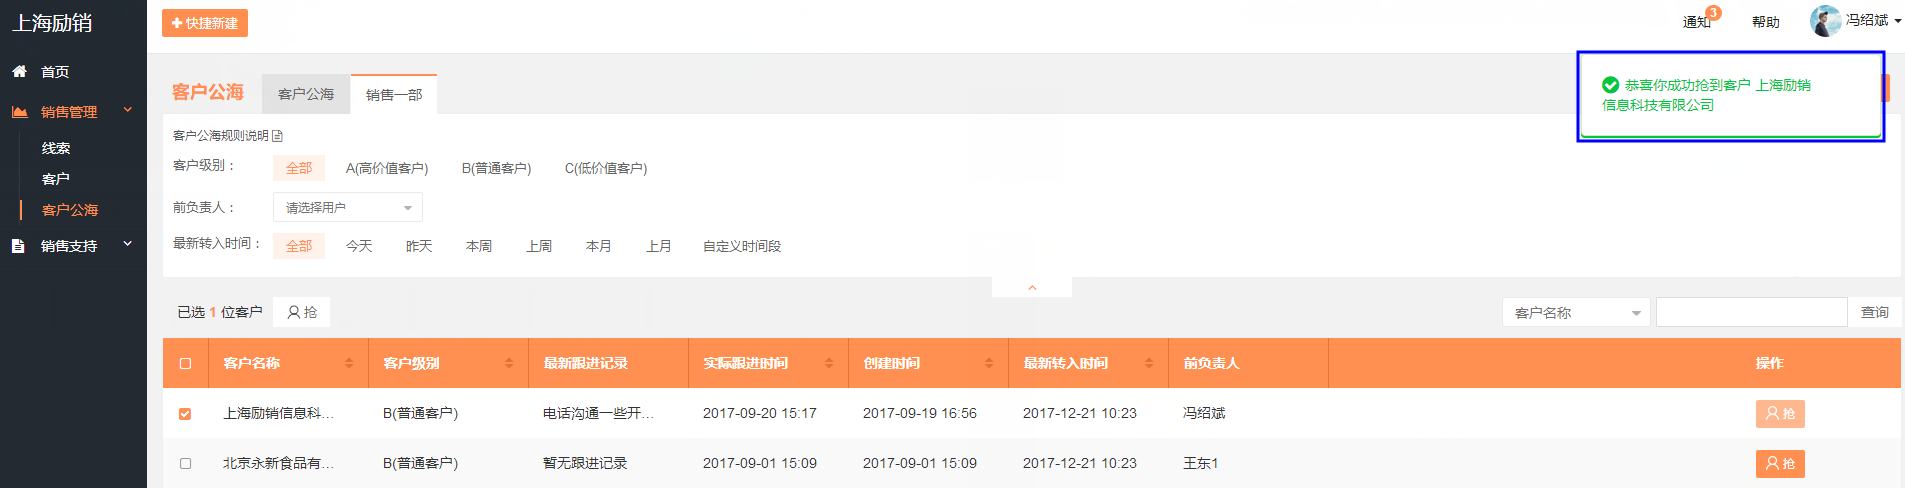 上海励销
快捷新建
通知 3
帮助
冯绍斌
首页
销售管理
线索
客户
客户公海
销售支持
客户公海
客户公海
销售一部
恭喜你成功抢到客户 上海励销
信息科技有限公司
客户公海规则说明
客户级别： 全部 A(高价值客户) B(普通客户) C(低价值客户)
前负责人： 请选择用户
最新转入时间： 全部 今天 昨天 本周 上周 本月 上月 自定义时间段
已选 1 位客户 抢 客户名称 查询
客户名称 客户级别 最新跟进记录 实际跟进时间 创建时间 最新转入时间 前负责人 操作
上海励销信息科... B(普通客户) 电话沟通一些开... 2017-09-20 15:17 2017-09-19 16:56 2017-12-21 10:23 冯绍斌 抢
北京永新食品有... B(普通客户) 暂无跟进记录 2017-09-01 15:09 2017-09-01 15:09 2017-12-21 10:23 王东1 抢